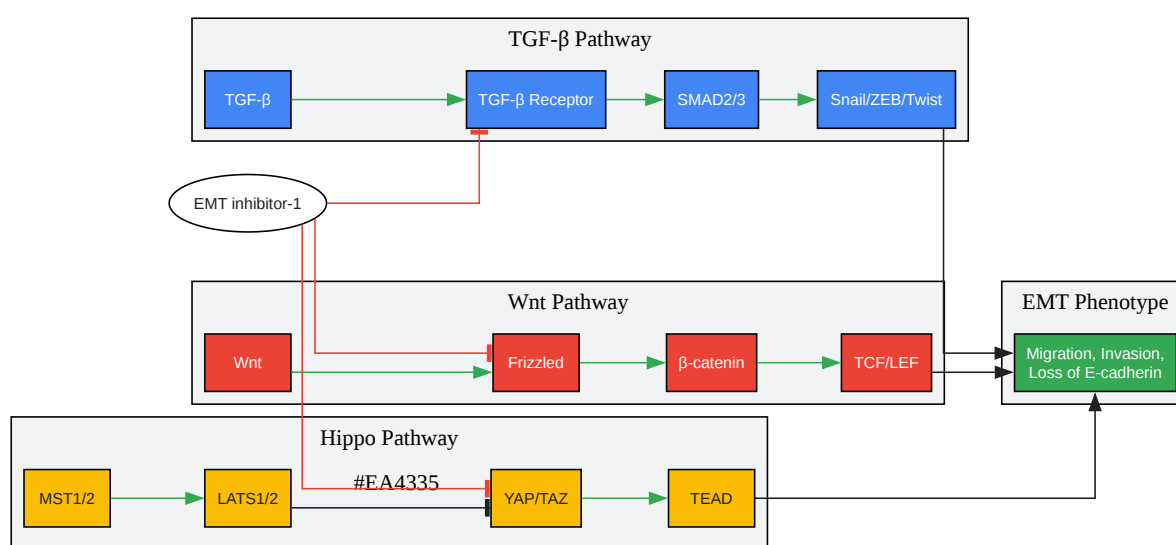 TGF-β Pathway
TGF-β
TGF-β Receptor
SMAD2/3
Snail/ZEB/Twist
EMT inhibitor-1
Wnt Pathway
EMT Phenotype
Wnt
Frizzled
β-catenin
TCF/LEF
Migration, Invasion,
Loss of E-cadherin
Hippo Pathway
#EA4335
MST1/2
LATS1/2
YAP/TAZ
TEAD